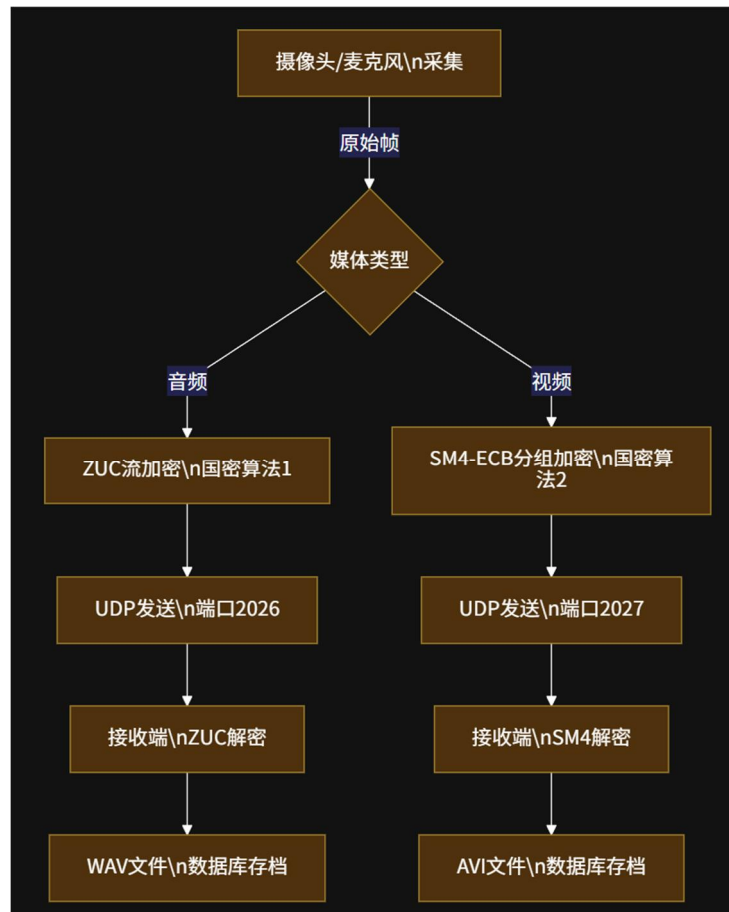 摄像头/麦克风\n采集
原始帧
媒体类型
音频
视频
ZUC流加密\n国密算法1
SM4-ECB分组加密\n国密算
法2
UDP发送\n端口2026
UDP发送\n端口2027
接收端\nZUC解密
接收端\nSM4解密
WAV文件\n数据库存档
AVI文件\n数据库存档